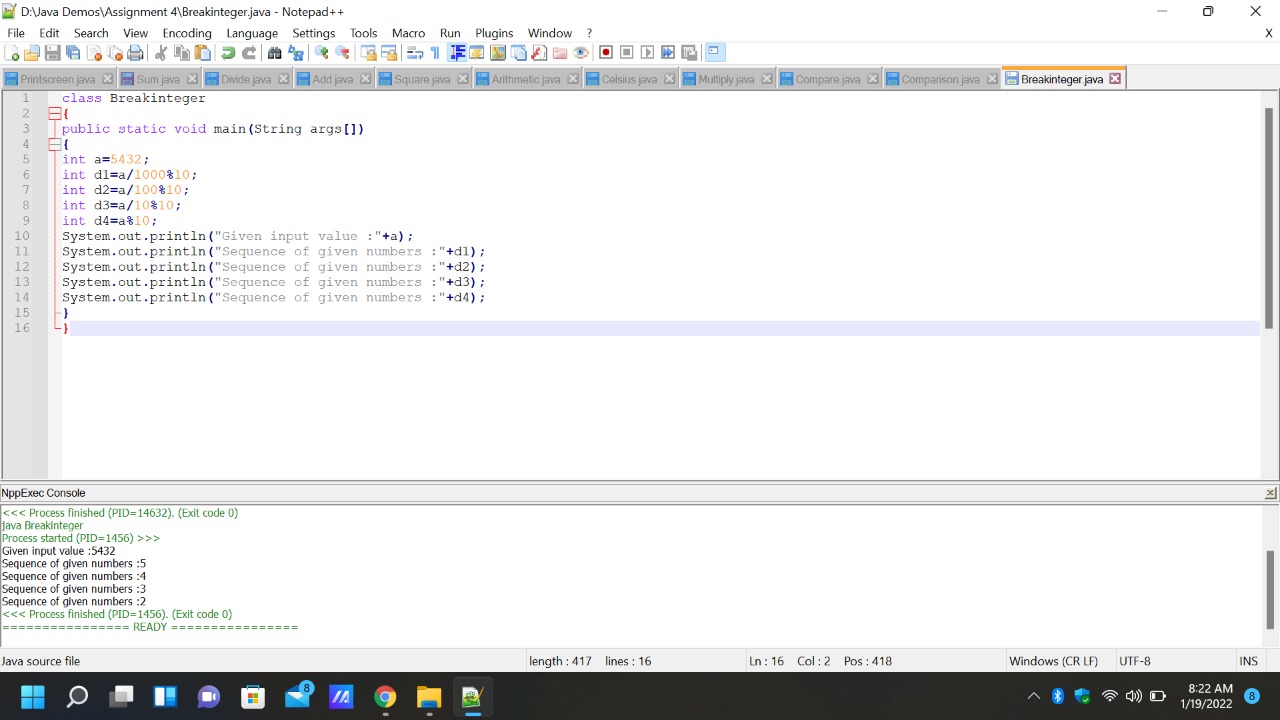 D:\Java Demos\Assignment 4\Breakinteger.java - Notepad++
File Edit Search View Encoding Language Settings Tools Macro Run Plugins Window ? X
Printscreen.java Sum.java Divide.java Add.java Square.java Arithmetic.java Celsius.java Multiply.java Compare.java Comparison.java Breakinteger.java
1 class Breakinteger
2 {
3 public static void main(String args[])
4 {
5 int a=5432;
6 int d1=a/1000%10;
7 int d2=a/100%10;
8 int d3=a/10%10;
9 int d4=a%10;
10 System.out.println("Given input value :"+a);
11 System.out.println("Sequence of given numbers :"+d1);
12 System.out.println("Sequence of given numbers :"+d2);
13 System.out.println("Sequence of given numbers :"+d3);
14 System.out.println("Sequence of given numbers :"+d4);
15 }
16 }
NppExec Console
<<< Process finished (PID=14632). (Exit code 0)
java Breakinteger
Process started (PID=1456) >>>
Given input value :5432
Sequence of given numbers :5
Sequence of given numbers :4
Sequence of given numbers :3
Sequence of given numbers :2
<<< Process finished (PID=1456). (Exit code 0)
================ READY ================
Java source file length : 417 lines : 16 Ln : 16 Col : 2 Pos : 418 Windows (CR LF) UTF-8 INS
8
8:22 AM
1/19/2022
8